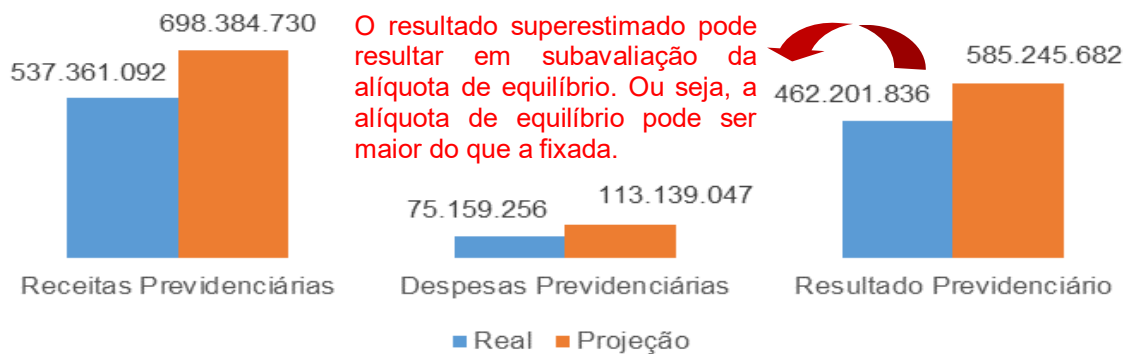 698.384.730
537.361.092
O resultado superestimado pode
resultar em subavaliação da
alíquota de equilíbrio. Ou seja, a
alíquota de equilíbrio pode ser
maior do que a fixada.
585.245.682
462.201.836
75.159.256
113.139.047
Receitas Previdenciárias
Despesas Previdenciárias
Resultado Previdenciário
Real
Projeção